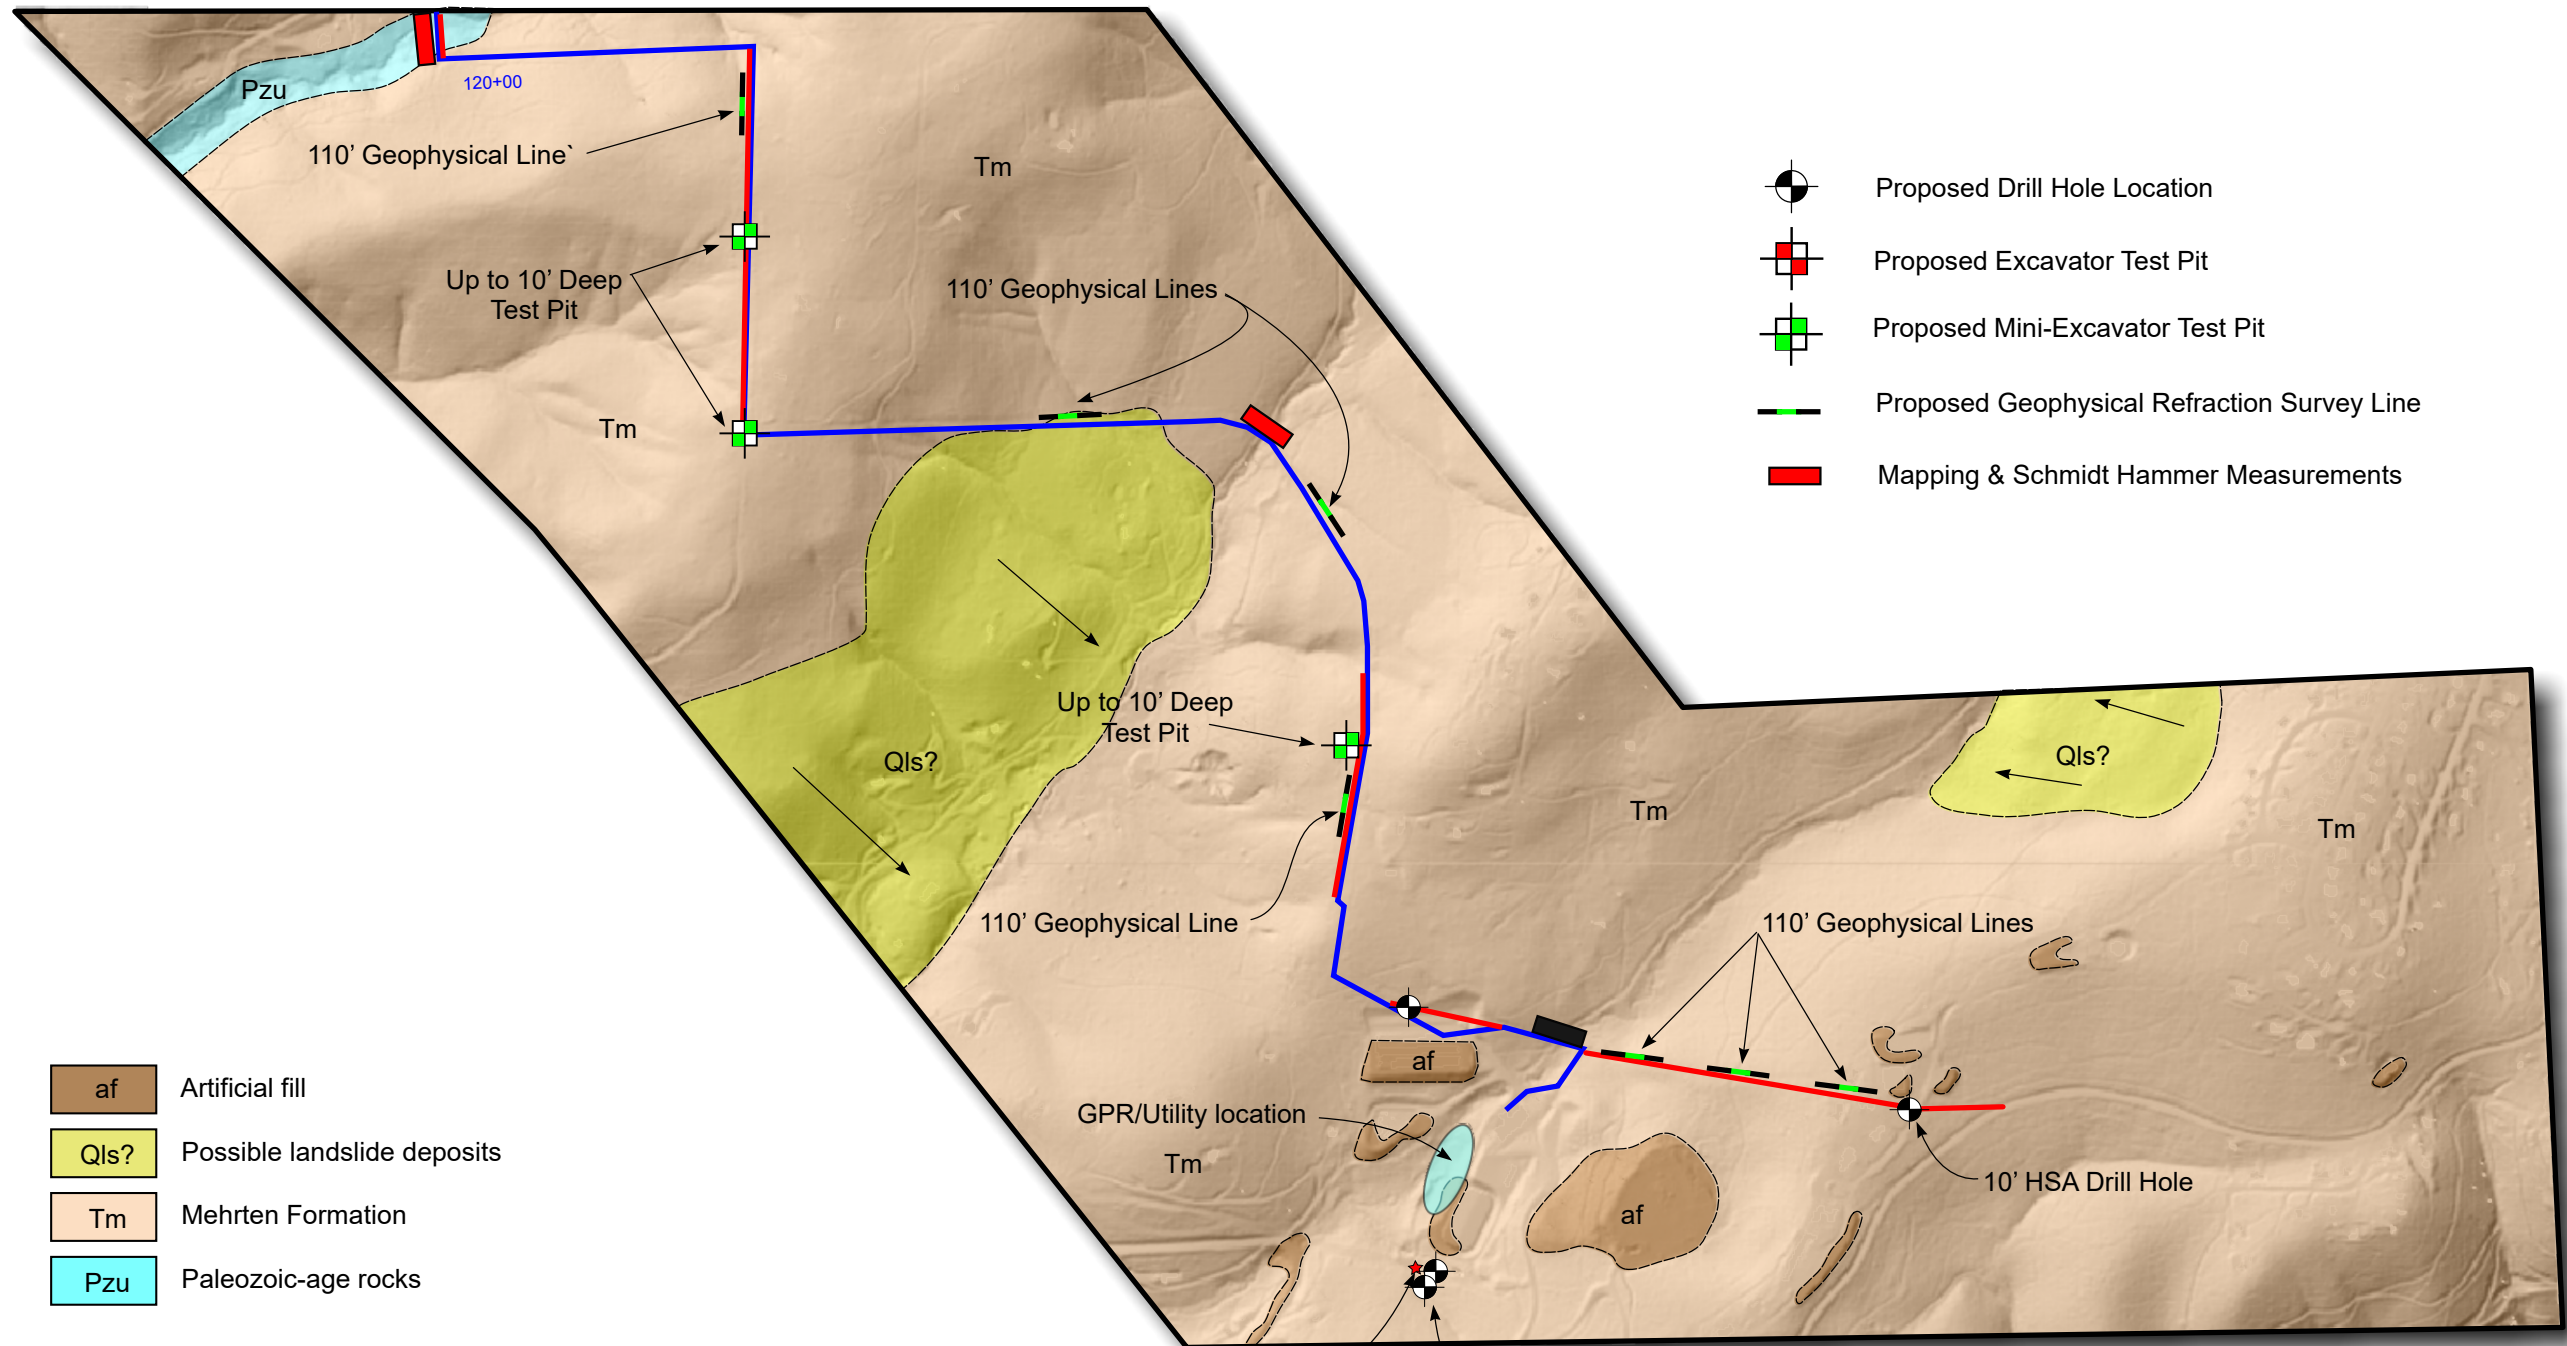 Pzu
120+00
110’ Geophysical Line`
Tm
Up to 10’ Deep
Test Pit
110’ Geophysical Lines
Tm
Proposed Drill Hole Location
Proposed Excavator Test Pit
Proposed Mini-Excavator Test Pit
Proposed Geophysical Refraction Survey Line
Mapping & Schmidt Hammer Measurements
Up to 10’ Deep
Test Pit
Qls?
Qls?
Tm
Tm
110’ Geophysical Line
110’ Geophysical Lines
af
GPR/Utility location
Tm
af
10’ HSA Drill Hole
af Artificial fill
Qls? Possible landslide deposits
Tm Mehrten Formation
Pzu Paleozoic-age rocks